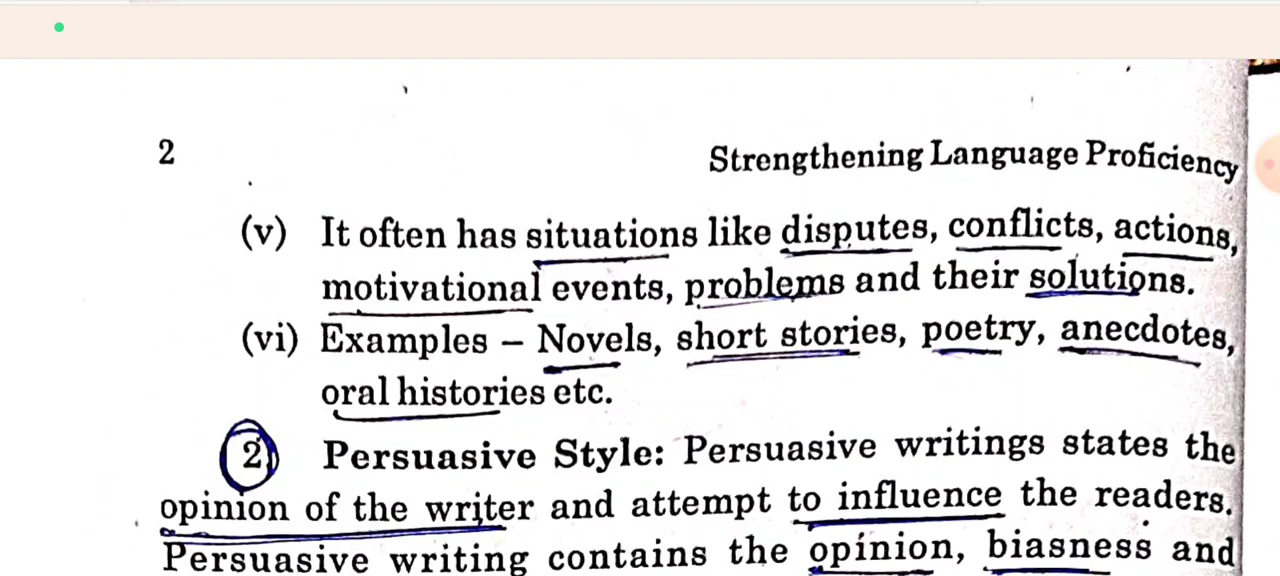 2
Strengthening Language Proficiency
(v) It often has situations like disputes, conflicts, actions,
motivational events, problems and their solutions.
(vi) Examples – Novels, short stories, poetry, anecdotes,
oral histories etc.
2 Persuasive Style: Persuasive writings states the
opinion of the writer and attempt to influence the readers.
Persuasive writing contains the opinion, biasness and